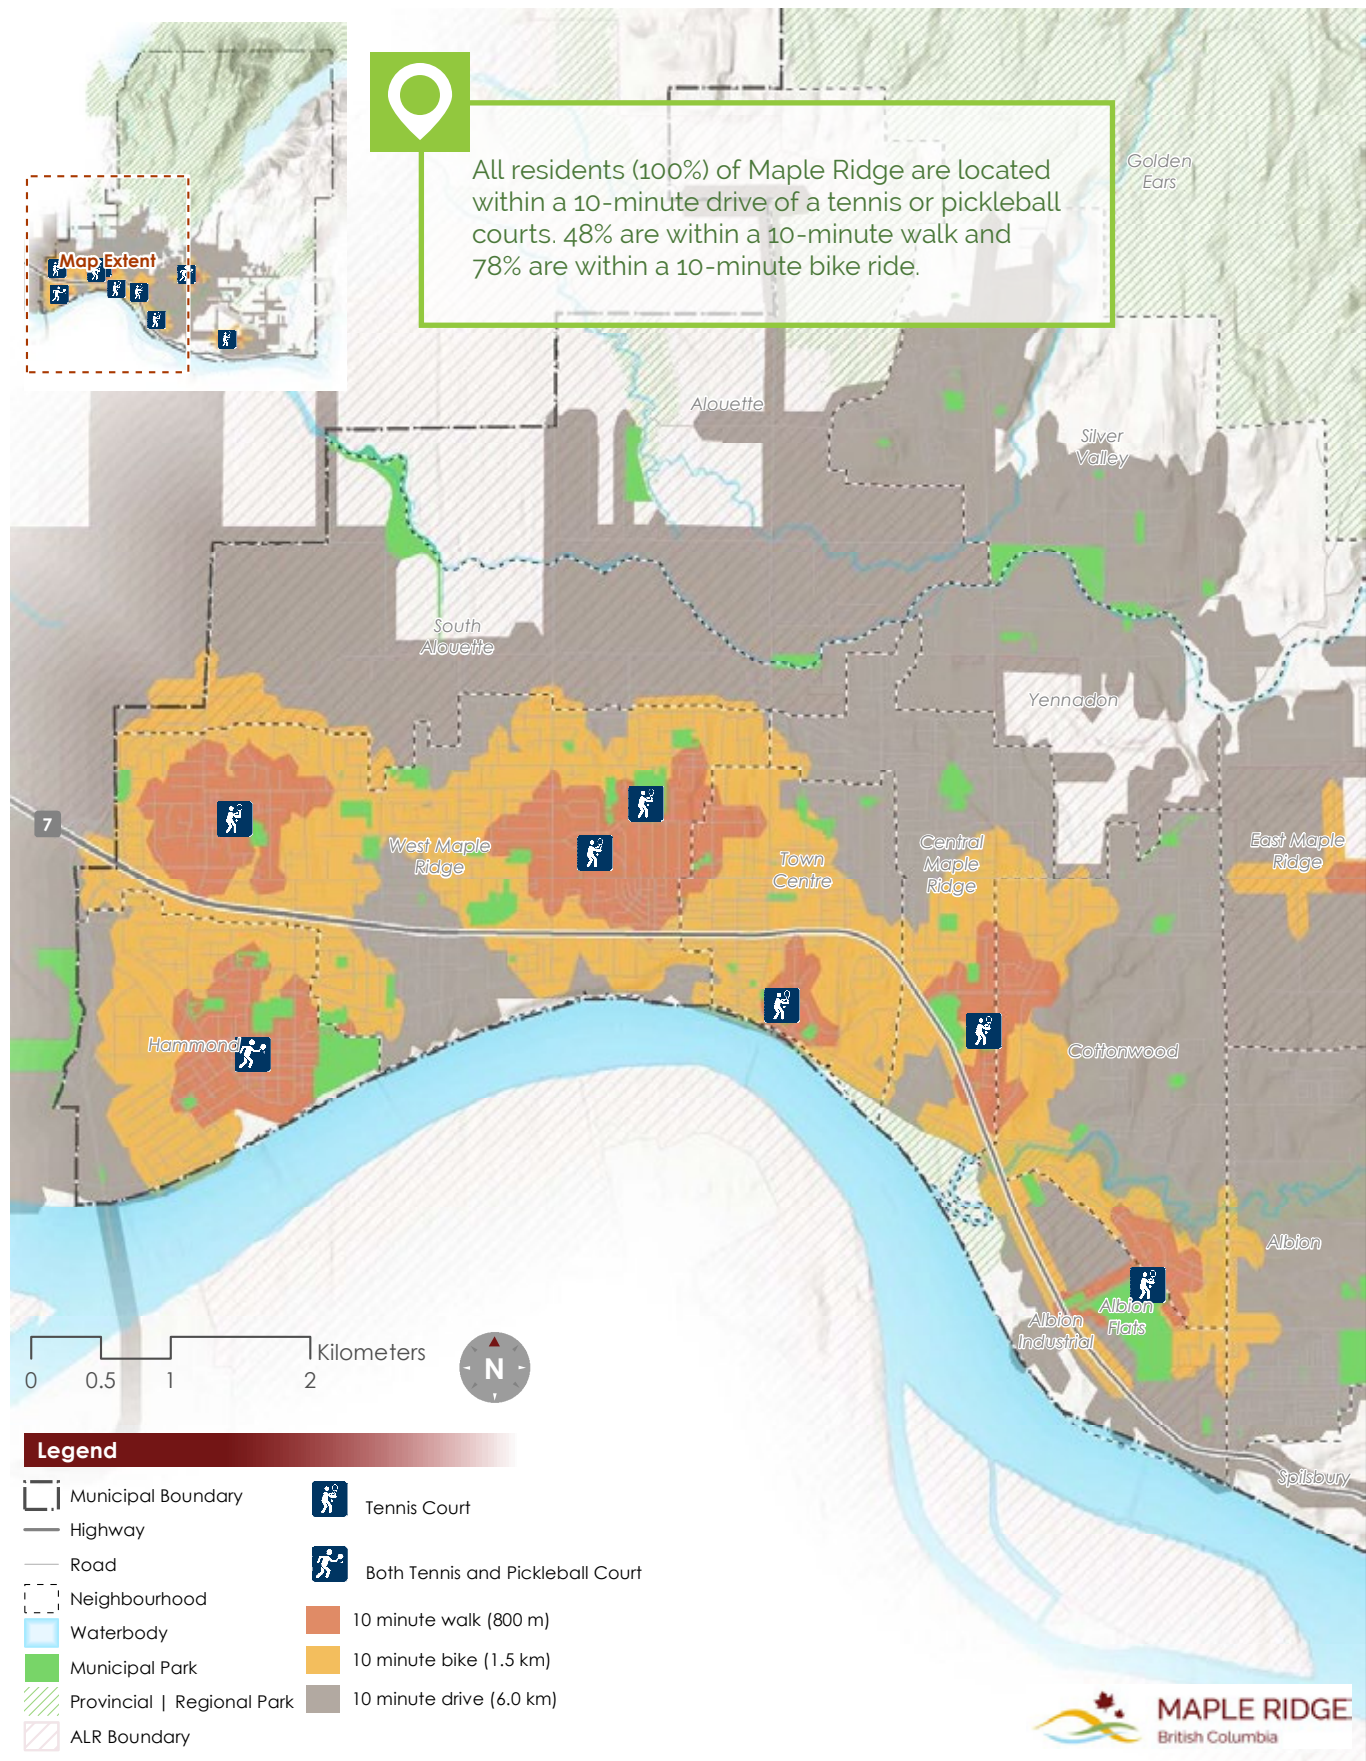 Map Extent
All residents (100%) of Maple Ridge are located
within a 10-minute drive of a tennis or pickleball
courts. 48% are within a 10-minute walk and
78% are within a 10-minute bike ride.
Golden
Ears
Alouette
Silver
Valley
South
Alouette
Yennadon
7
West Maple
Ridge
Town
Centre
Central
Maple
Ridge
East Maple
Ridge
Hammond
Cottonwood
Albion
Albion
Flats
Albion
Industrial
Spilsbury
Kilometers
0 0.5 1 2
N
Legend
Municipal Boundary
Highway
Road
Neighbourhood
Waterbody
Municipal Park
Provincial | Regional Park
ALR Boundary
Tennis Court
Both Tennis and Pickleball Court
10 minute walk (800 m)
10 minute bike (1.5 km)
10 minute drive (6.0 km)
MAPLE RIDGE
British Columbia